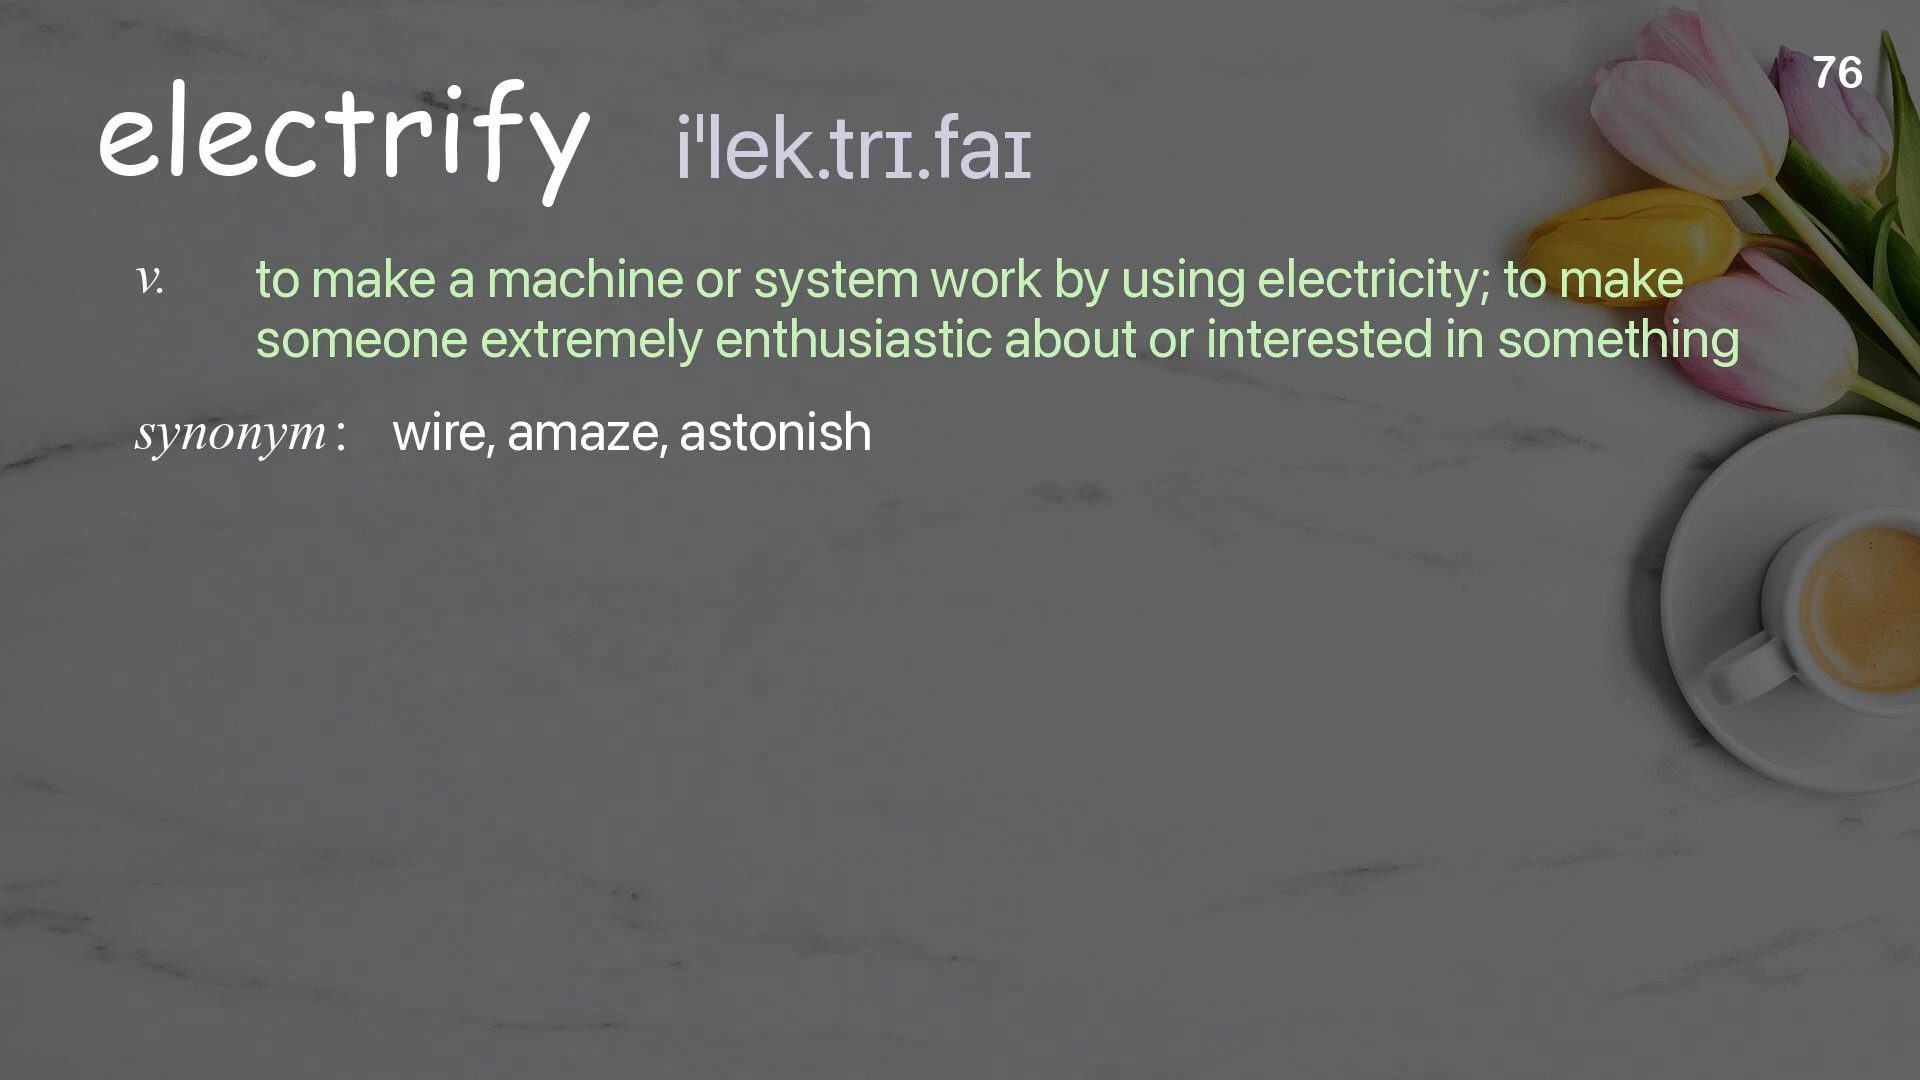 76
electrify iˈlek.trɪ.faɪ
v. to make a machine or system work by using electricity; to make
someone extremely enthusiastic about or interested in something
synonym : wire, amaze, astonish